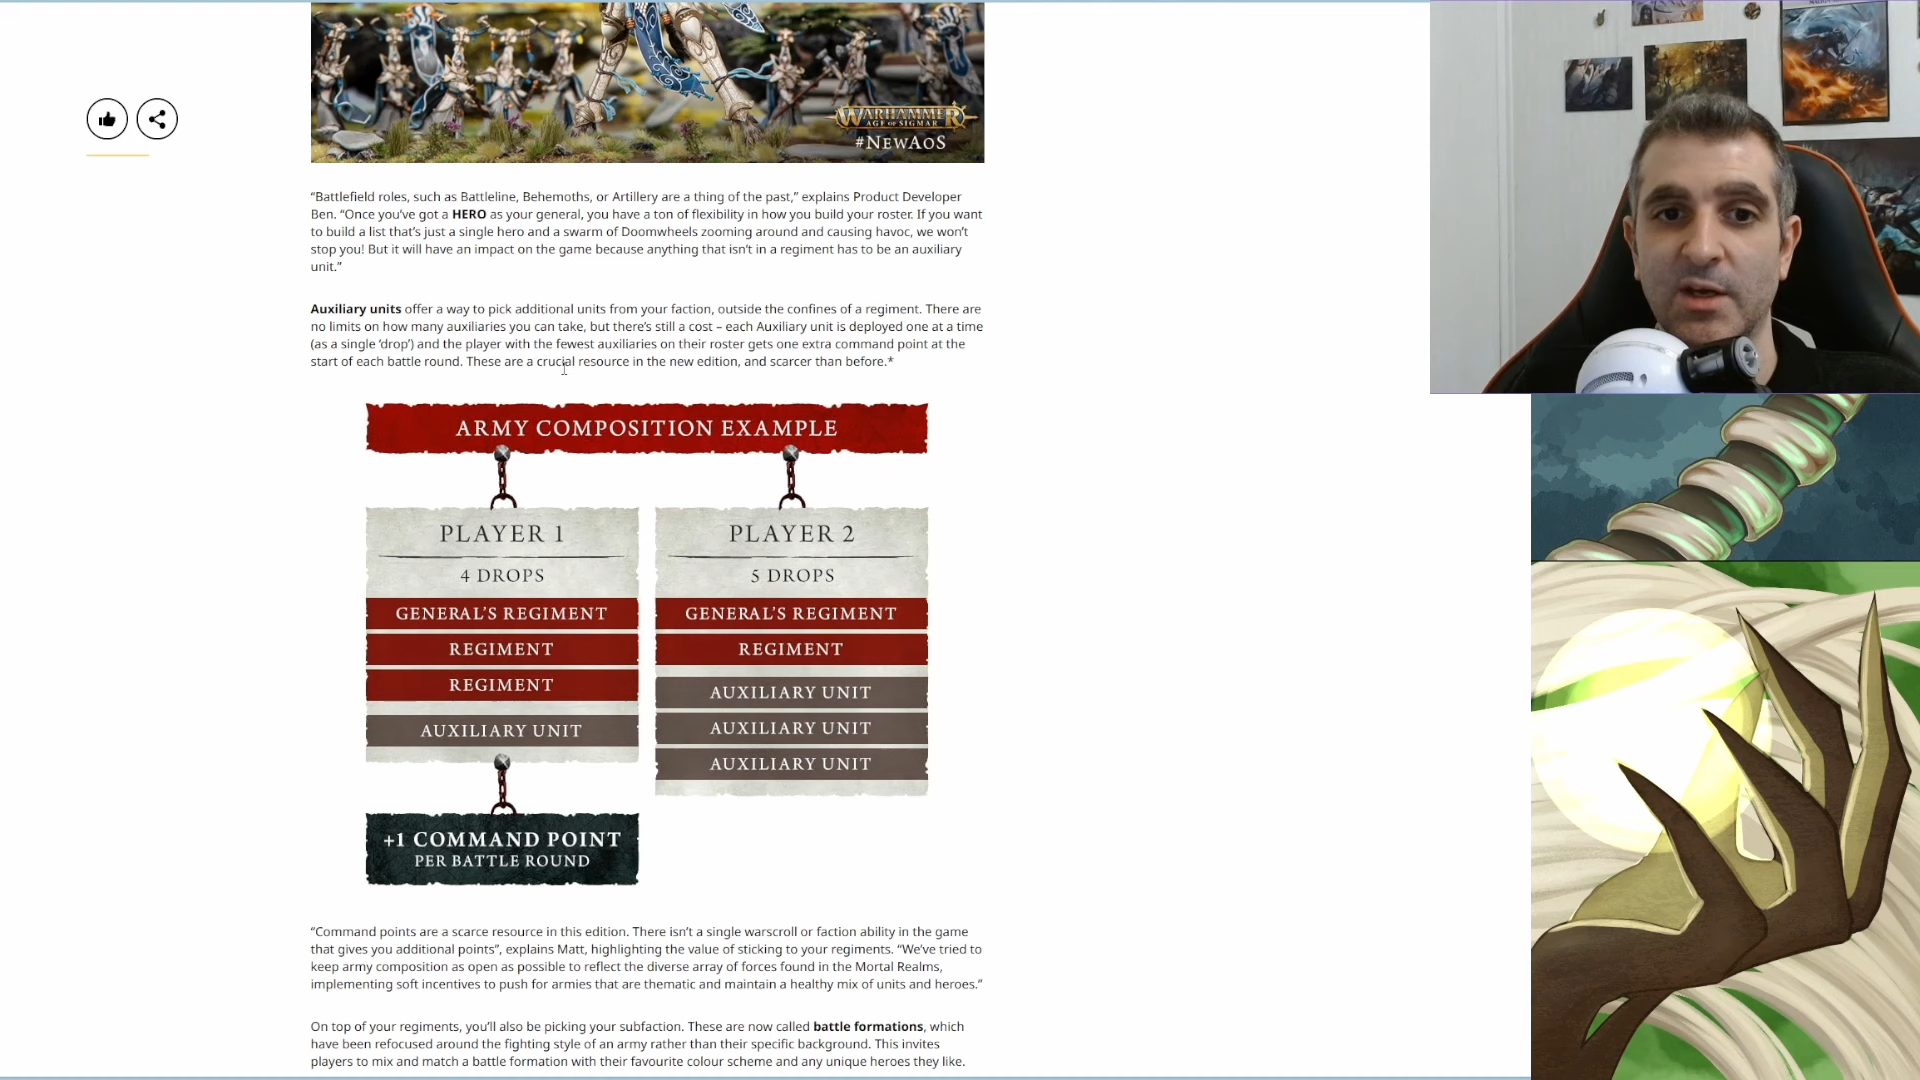 WARHAMMER
AGE OF SIGMAR
#NEWAOS
“Battlefield roles, such as Battleline, Behemoths, or Artillery are a thing of the past,” explains Product Developer
Ben. “Once you’ve got a HERO as your general, you have a ton of flexibility in how you build your roster. If you want
to build a list that’s just a single hero and a swarm of Doomwheels zooming around and causing havoc, we won’t
stop you! But it will have an impact on the game because anything that isn’t in a regiment has to be an auxiliary
unit.”
Auxiliary units offer a way to pick additional units from your faction, outside the confines of a regiment. There are
no limits on how many auxiliaries you can take, but there’s still a cost – each Auxiliary unit is deployed one at a time
(as a single ‘drop’) and the player with the fewest auxiliaries on their roster gets one extra command point at the
start of each battle round. These are a crucial resource in the new edition, and scarcer than before.*
ARMY COMPOSITION EXAMPLE
PLAYER 1
4 DROPS
GENERAL’S REGIMENT
REGIMENT
REGIMENT
AUXILIARY UNIT
+1 COMMAND POINT
PER BATTLE ROUND
PLAYER 2
5 DROPS
GENERAL’S REGIMENT
REGIMENT
AUXILIARY UNIT
AUXILIARY UNIT
AUXILIARY UNIT
“Command points are a scarce resource in this edition. There isn’t a single warscroll or faction ability in the game
that gives you additional points”, explains Matt, highlighting the value of sticking to your regiments. “We’ve tried to
keep army composition as open as possible to reflect the diverse array of forces found in the Mortal Realms,
implementing soft incentives to push for armies that are thematic and maintain a healthy mix of units and heroes.”
On top of your regiments, you’ll also be picking your subfaction. These are now called battle formations, which
have been refocused around the fighting style of an army rather than their specific background. This invites
players to mix and match a battle formation with their favourite colour scheme and any unique heroes they like.